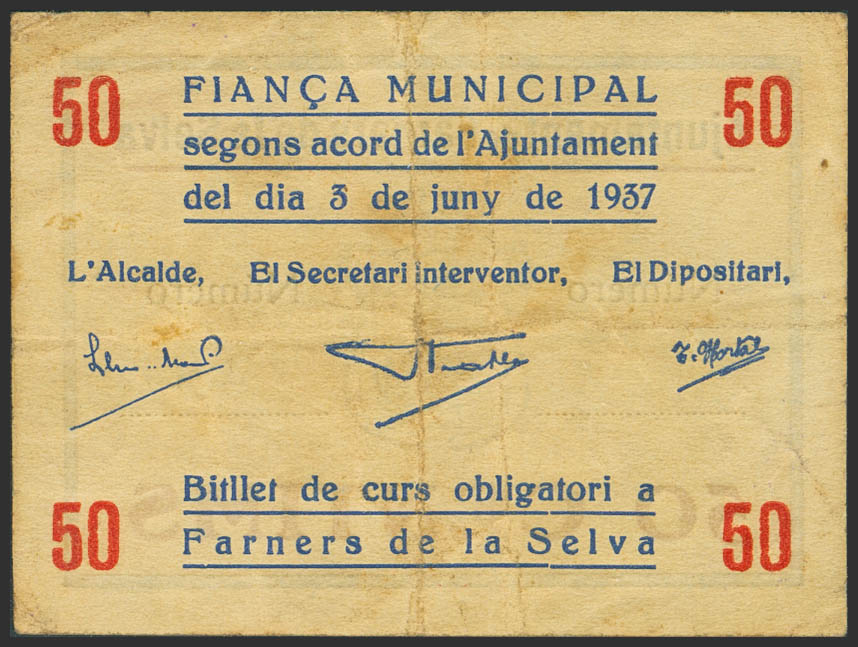 50 FIANÇA MUNICIPAL 50
segons acord de l'Ajuntament
del dia 3 de juny de 1937
L'Alcalde, El Secretari Interventor, El Dipositari,
50 Bitllet de curs obligatori a 50
Farners de la Selva